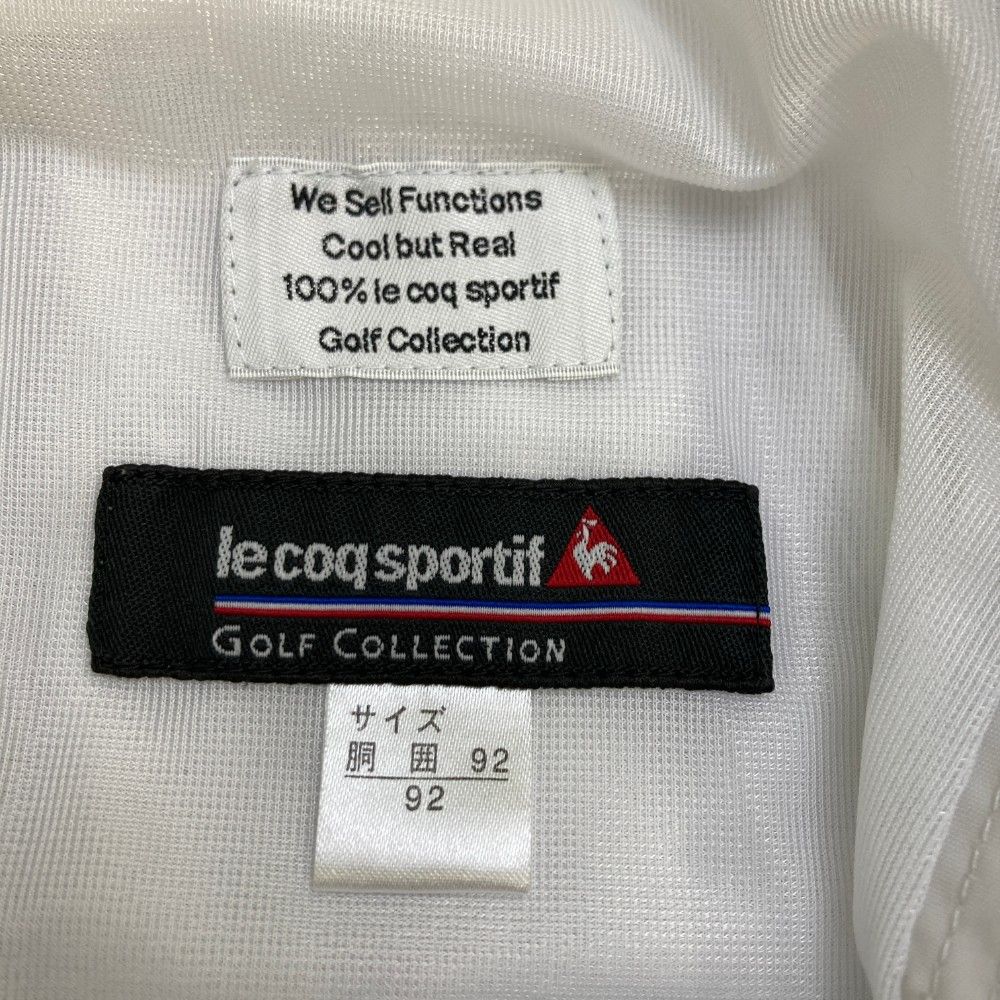 We Sell Functions
Cool but Real
100% le coq sportif
Golf Collection
le coq sportif
GOLF COLLECTION
サイズ
胴 囲 92
92